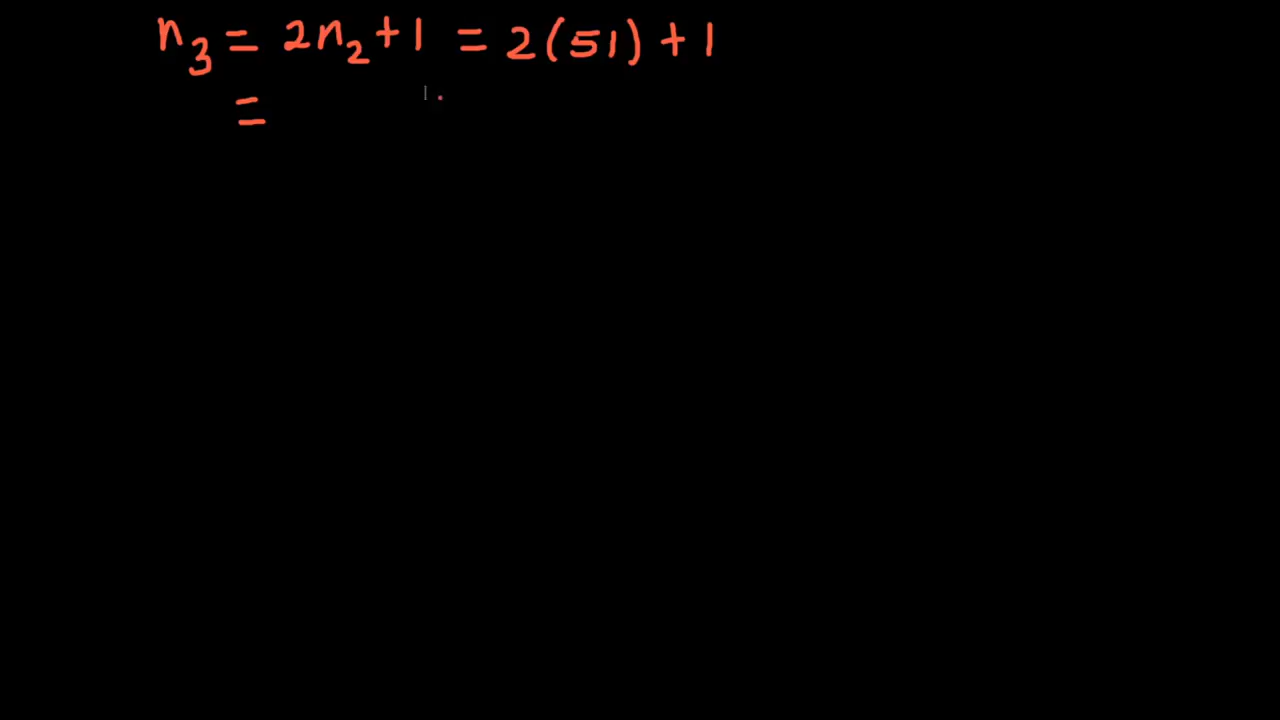 n₃ = 2n₂ + 1 = 2(51) + 1
=